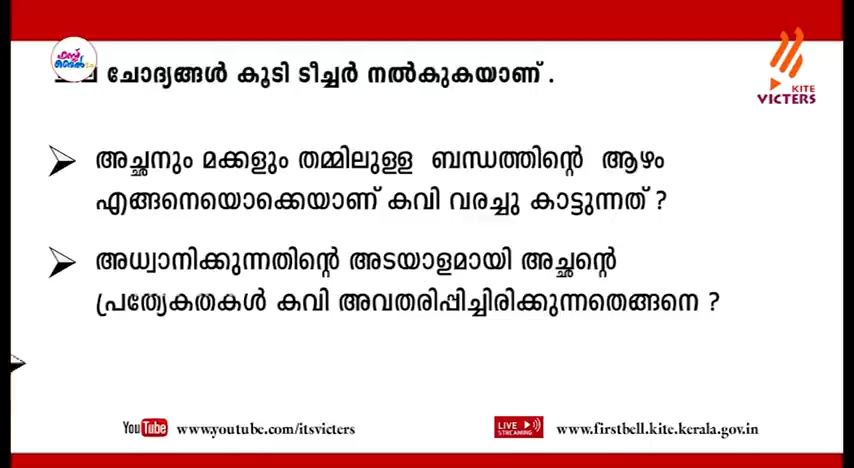 ചോദ്യങ്ങൾ കൂടി ടീച്ചർ നൽകുകയാണ് .
KITE
VICTERS
അച്ഛനും മക്കളും തമ്മിലുള്ള ബന്ധത്തിന്റെ ആഴം
എങ്ങനെയൊക്കെയാണ് കവി വരച്ചു കാട്ടുന്നത് ?
അധ്വാനിക്കുന്നതിന്റെ അടയാളമായി അച്ഛന്റെ
പ്രത്യേകതകൾ കവി അവതരിപ്പിച്ചിരിക്കുന്നതെങ്ങനെ ?
YouTube www.youtube.com/itsvicters
LIVE STREAMING www.firstbell.kite.kerala.gov.in